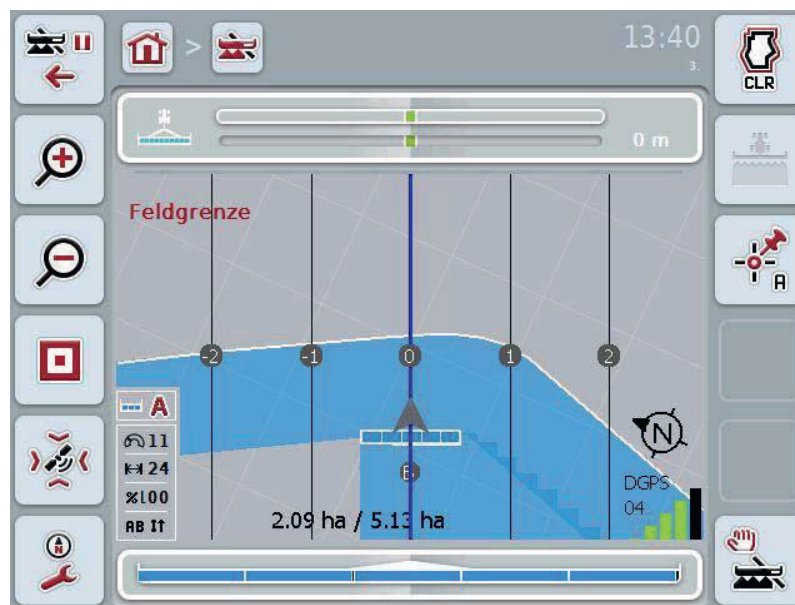 13:40
3.
CLR
0 m
Feldgrenze
-2 -1 0 1 2
A
A
11
24
%100
AB
N
B
DGPS
04
2.09 ha / 5.13 ha
N